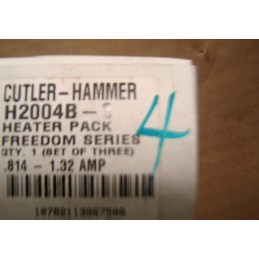 CUTLER-HAMMER
H2004B-
4
HEATER PACK
FREEDOM SERIES
QTY. 1 (SET OF THREE)
.814 - 1.32 AMP